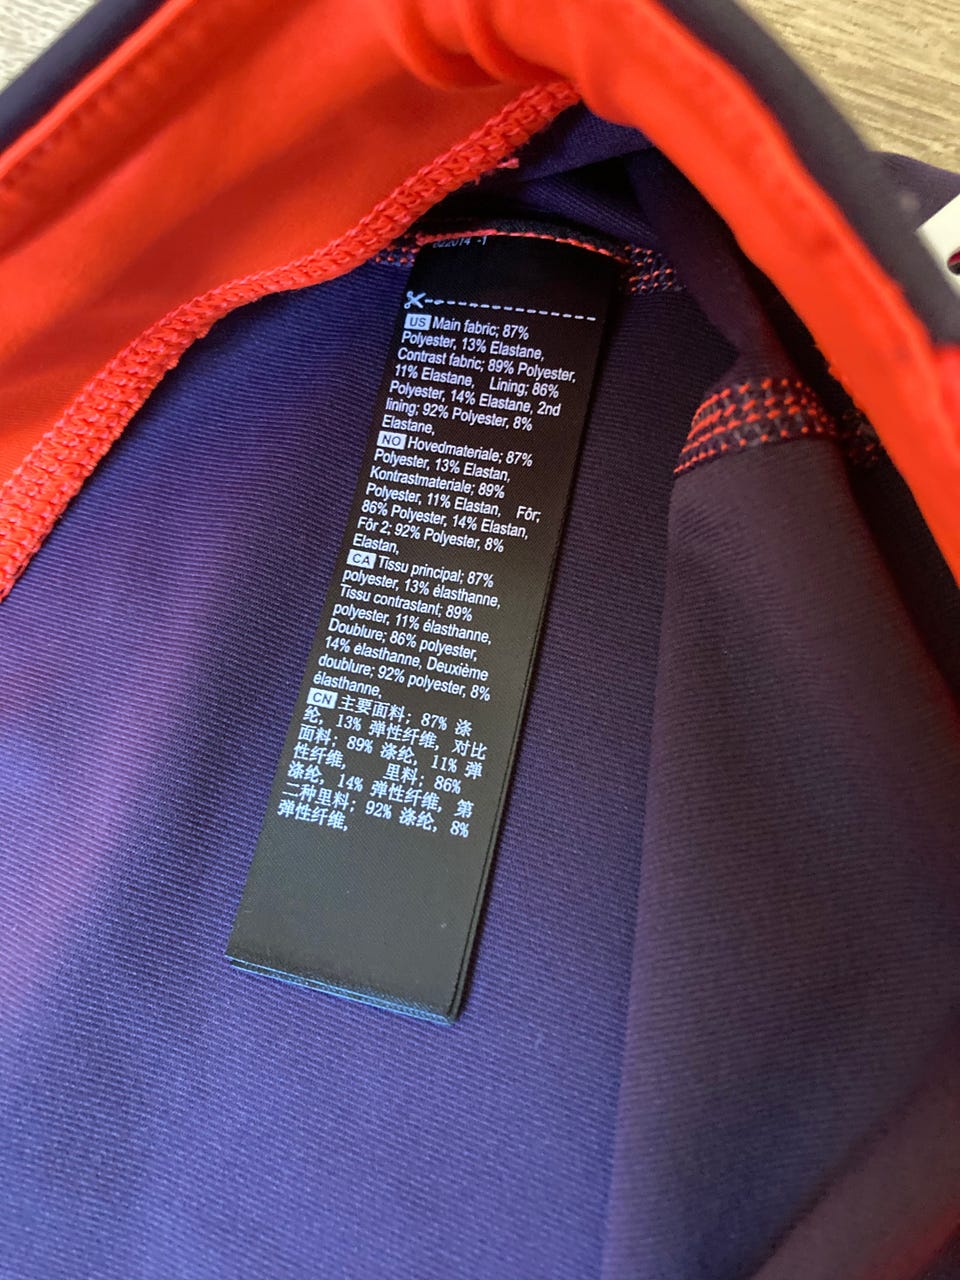 022014 -1
US Main fabric; 87%
Polyester, 13% Elastane,
Contrast fabric; 89% Polyester,
11% Elastane, Lining; 86%
Polyester, 14% Elastane, 2nd
lining; 92% Polyester, 8%
Elastane,
NO Hovedmateriale; 87%
Polyester, 13% Elastan,
Kontrastmateriale; 89%
Polyester, 11% Elastan, Fôr;
86% Polyester, 14% Elastan,
Fôr 2; 92% Polyester, 8%
Elastan,
CA Tissu principal; 87%
polyester, 13% élasthanne,
Tissu contrastant; 89%
polyester, 11% élasthanne,
Doublure; 86% polyester,
14% élasthanne, Deuxième
doublure; 92% polyester, 8%
élasthanne,
CN 主要面料; 87% 涤
纶, 13% 弹性纤维, 对比
面料; 89% 涤纶, 11% 弹
性纤维, 里料; 86%
涤纶, 14% 弹性纤维, 第
二种里料; 92% 涤纶, 8%
弹性纤维,